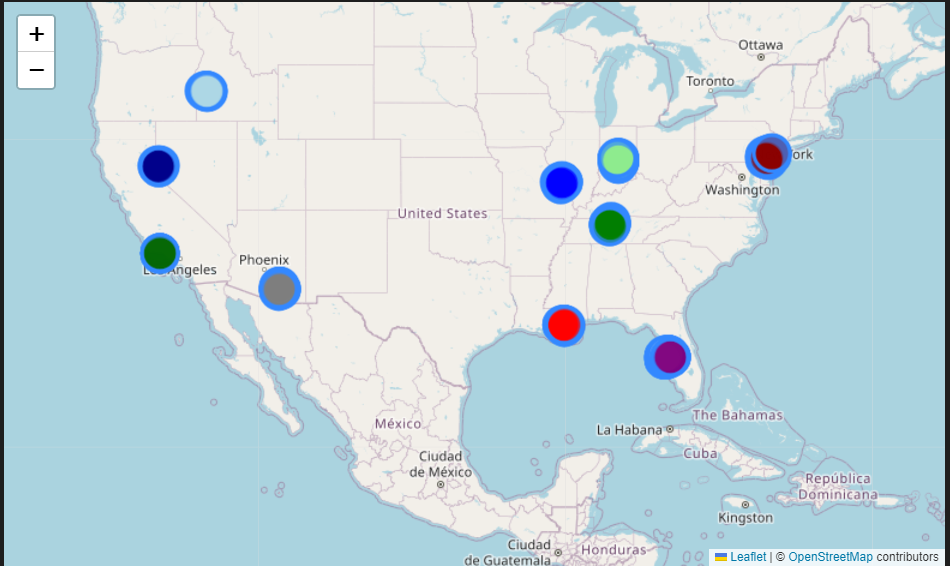 +
−
Ottawa
Toronto
ork
Washington
United States
Phoenix
Los Angeles
The Bahamas
La Habana
México
Cuba
Ciudad
de México
República
Dominicana
Kingston
Ciudad
de Guatemala
Honduras
Leaflet | © OpenStreetMap contributors